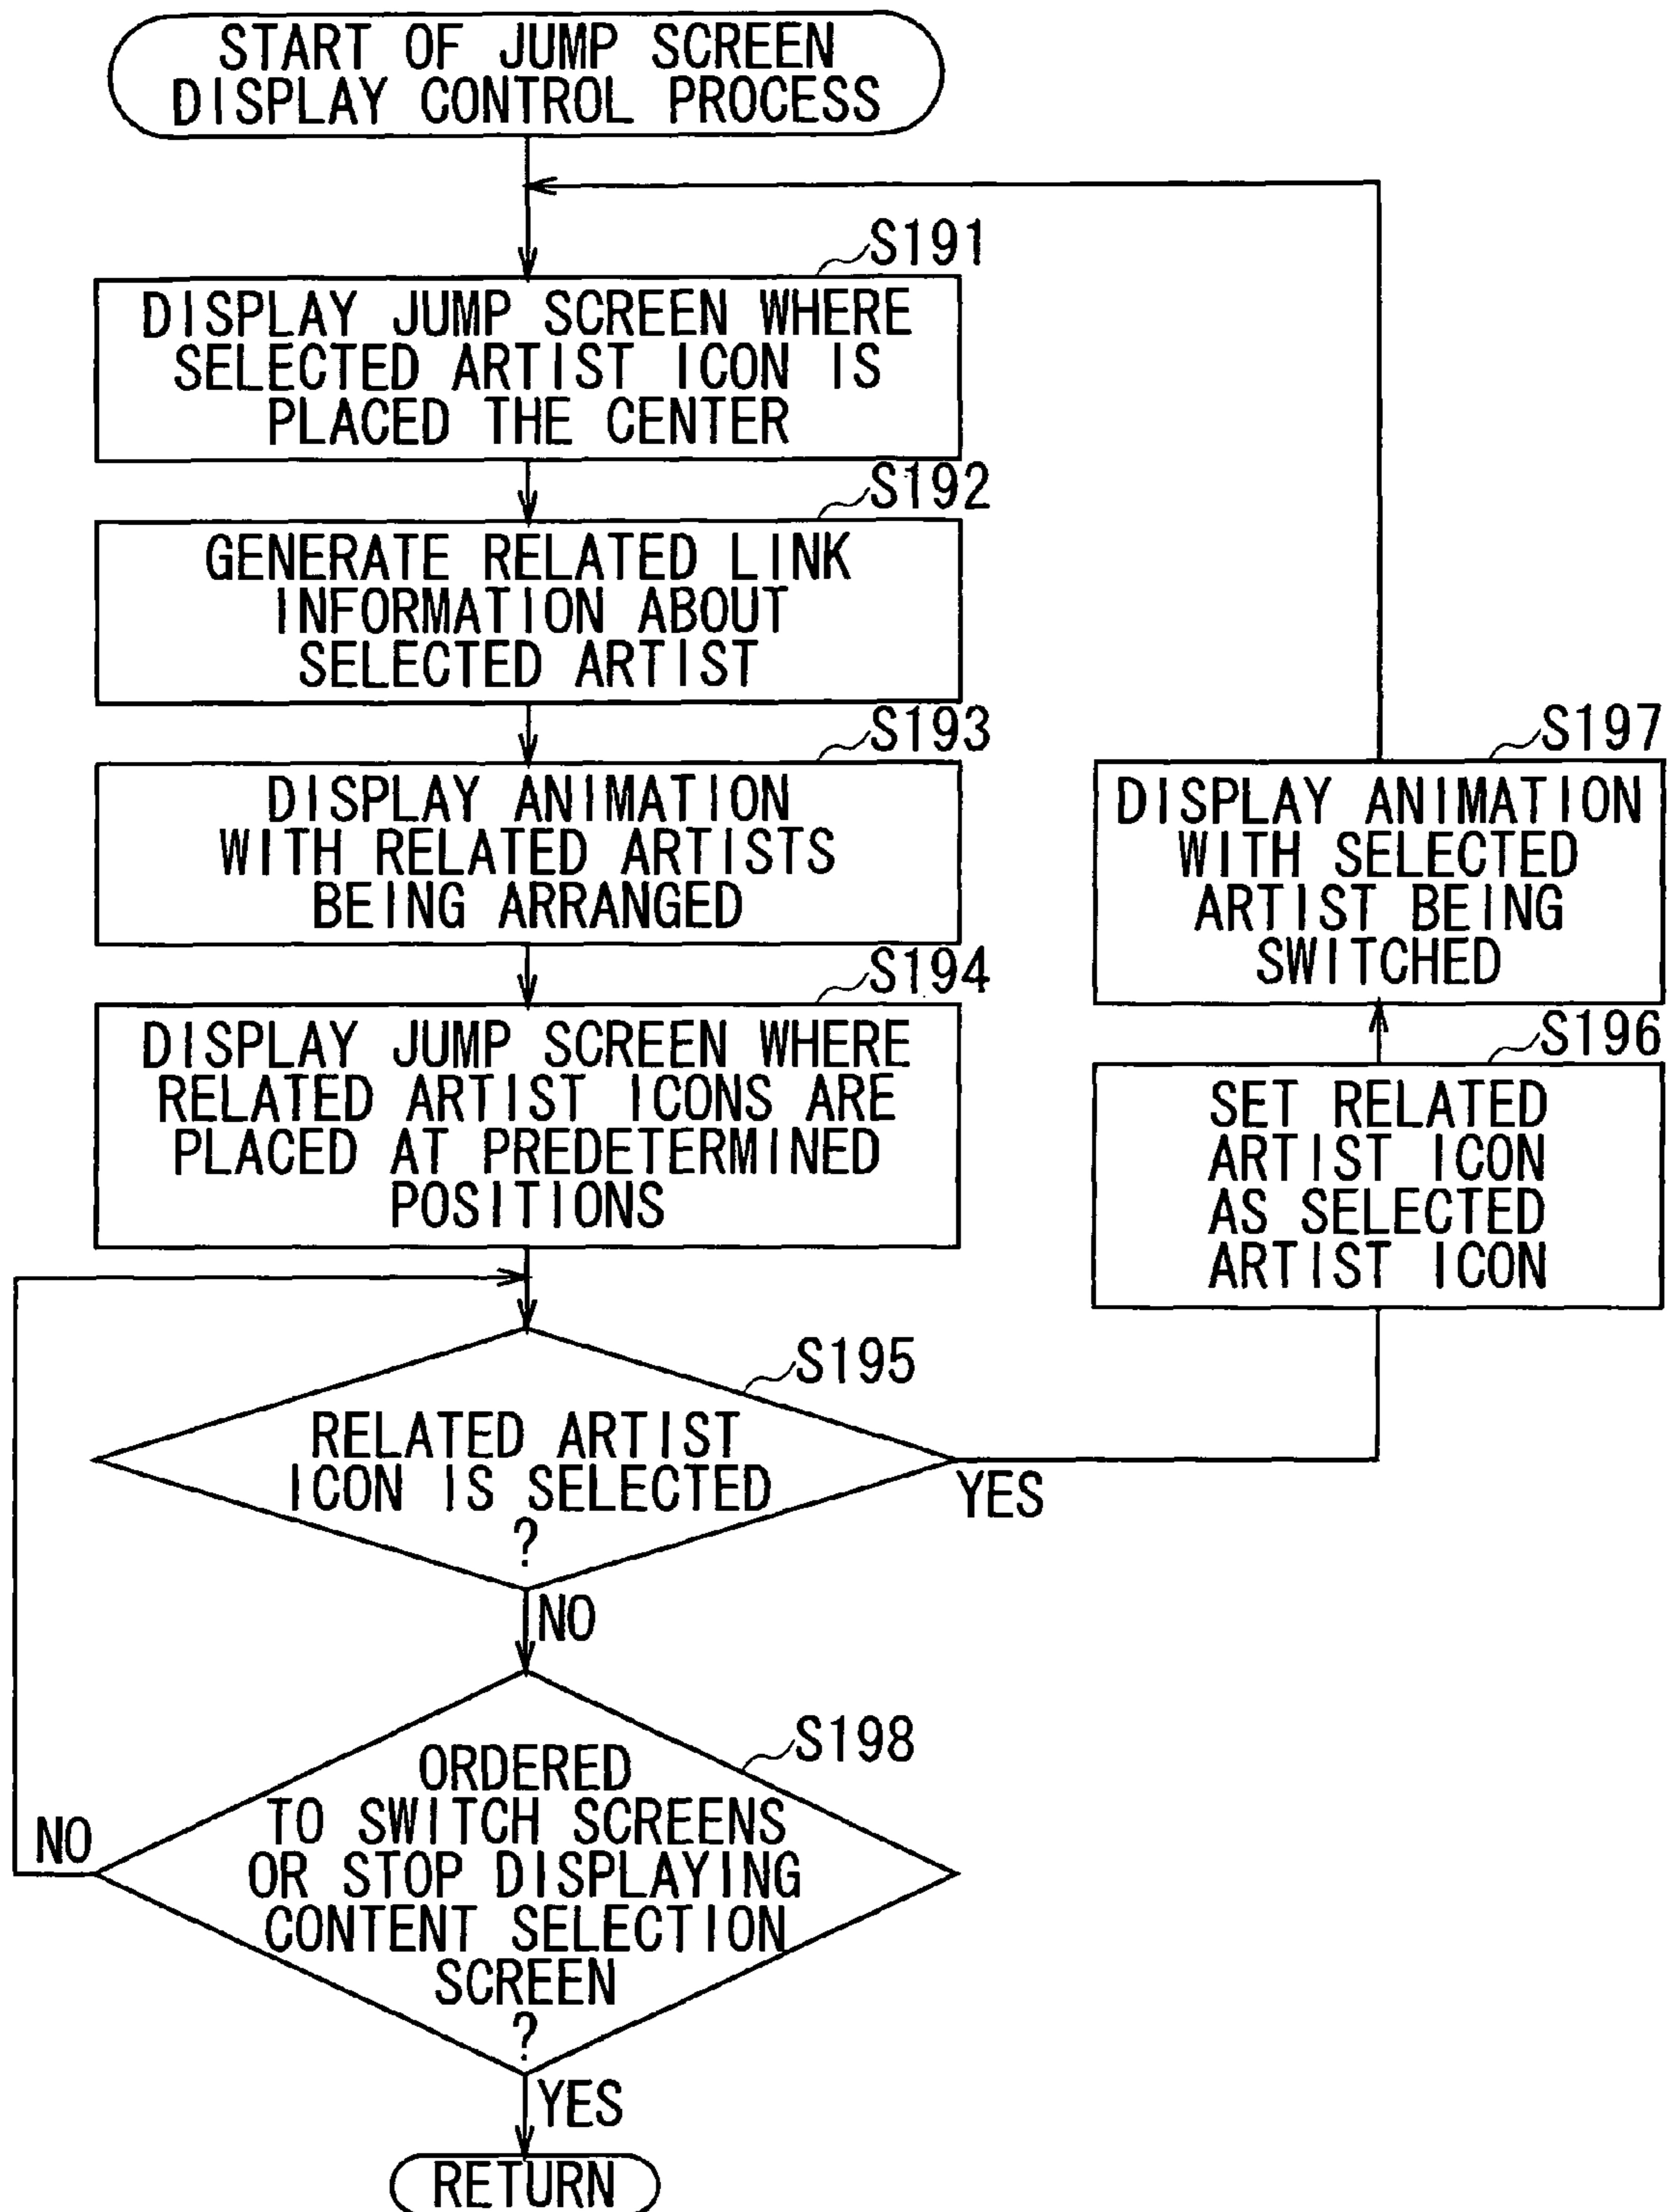 START OF JUMP SCREEN
DISPLAY CONTROL PROCESS
S191
DISPLAY JUMP SCREEN WHERE
SELECTED ARTIST ICON IS
PLACED THE CENTER
S192
GENERATE RELATED LINK
INFORMATION ABOUT
SELECTED ARTIST
S193
DISPLAY ANIMATION
WITH RELATED ARTISTS
BEING ARRANGED
S194
DISPLAY JUMP SCREEN WHERE
RELATED ARTIST ICONS ARE
PLACED AT PREDETERMINED
POSITIONS
S195
RELATED ARTIST
ICON IS SELECTED
?
YES
NO
S196
SET RELATED
ARTIST ICON
AS SELECTED
ARTIST ICON
S197
DISPLAY ANIMATION
WITH SELECTED
ARTIST BEING
SWITCHED
S198
ORDERED
TO SWITCH SCREENS
OR STOP DISPLAYING
CONTENT SELECTION
SCREEN
?
NO
YES
RETURN